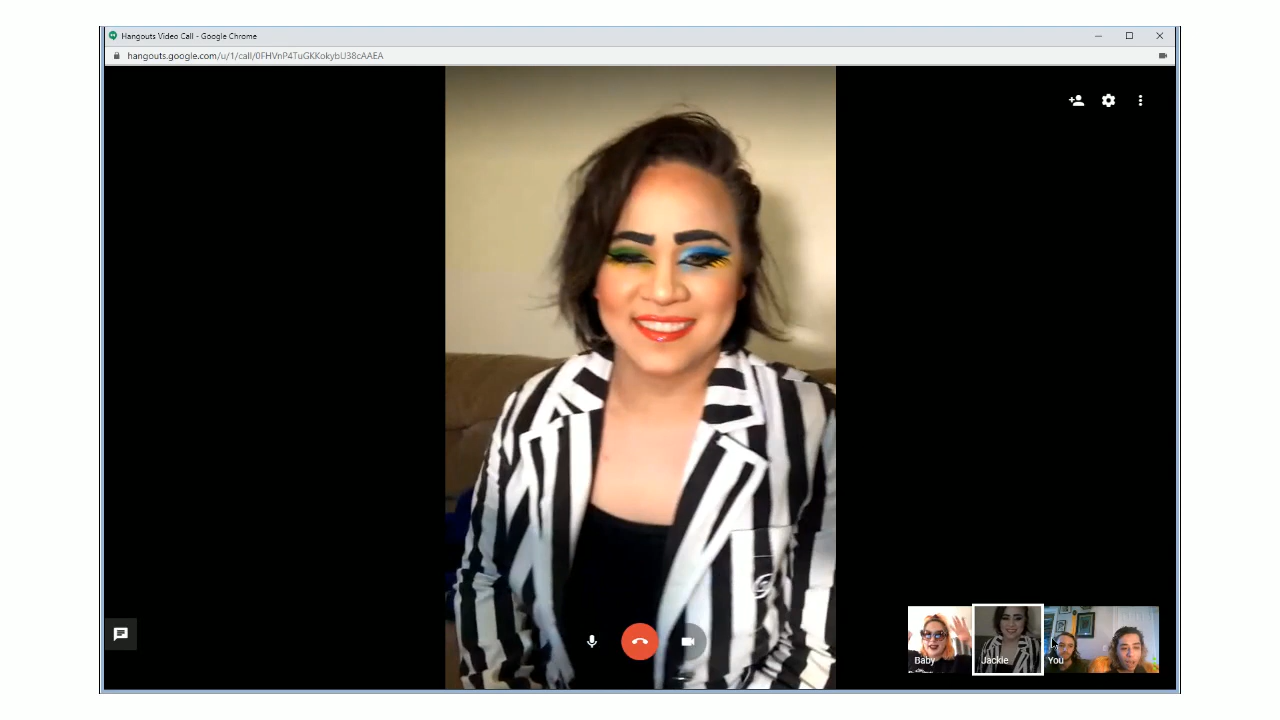 Hangouts Video Call - Google Chrome
hangouts.google.com/u/1/call/0FHVnP4TuGKKokybU38cAAEA
Baby
Jackie
You